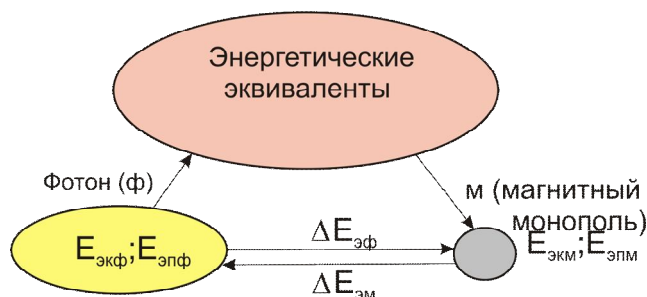 Энергетические
эквиваленты
Фотон (ф)
м (магнитный
монополь)
Eэкф;Eэпф
ΔEэф
Eэкм;Eэпм
ΔEэм